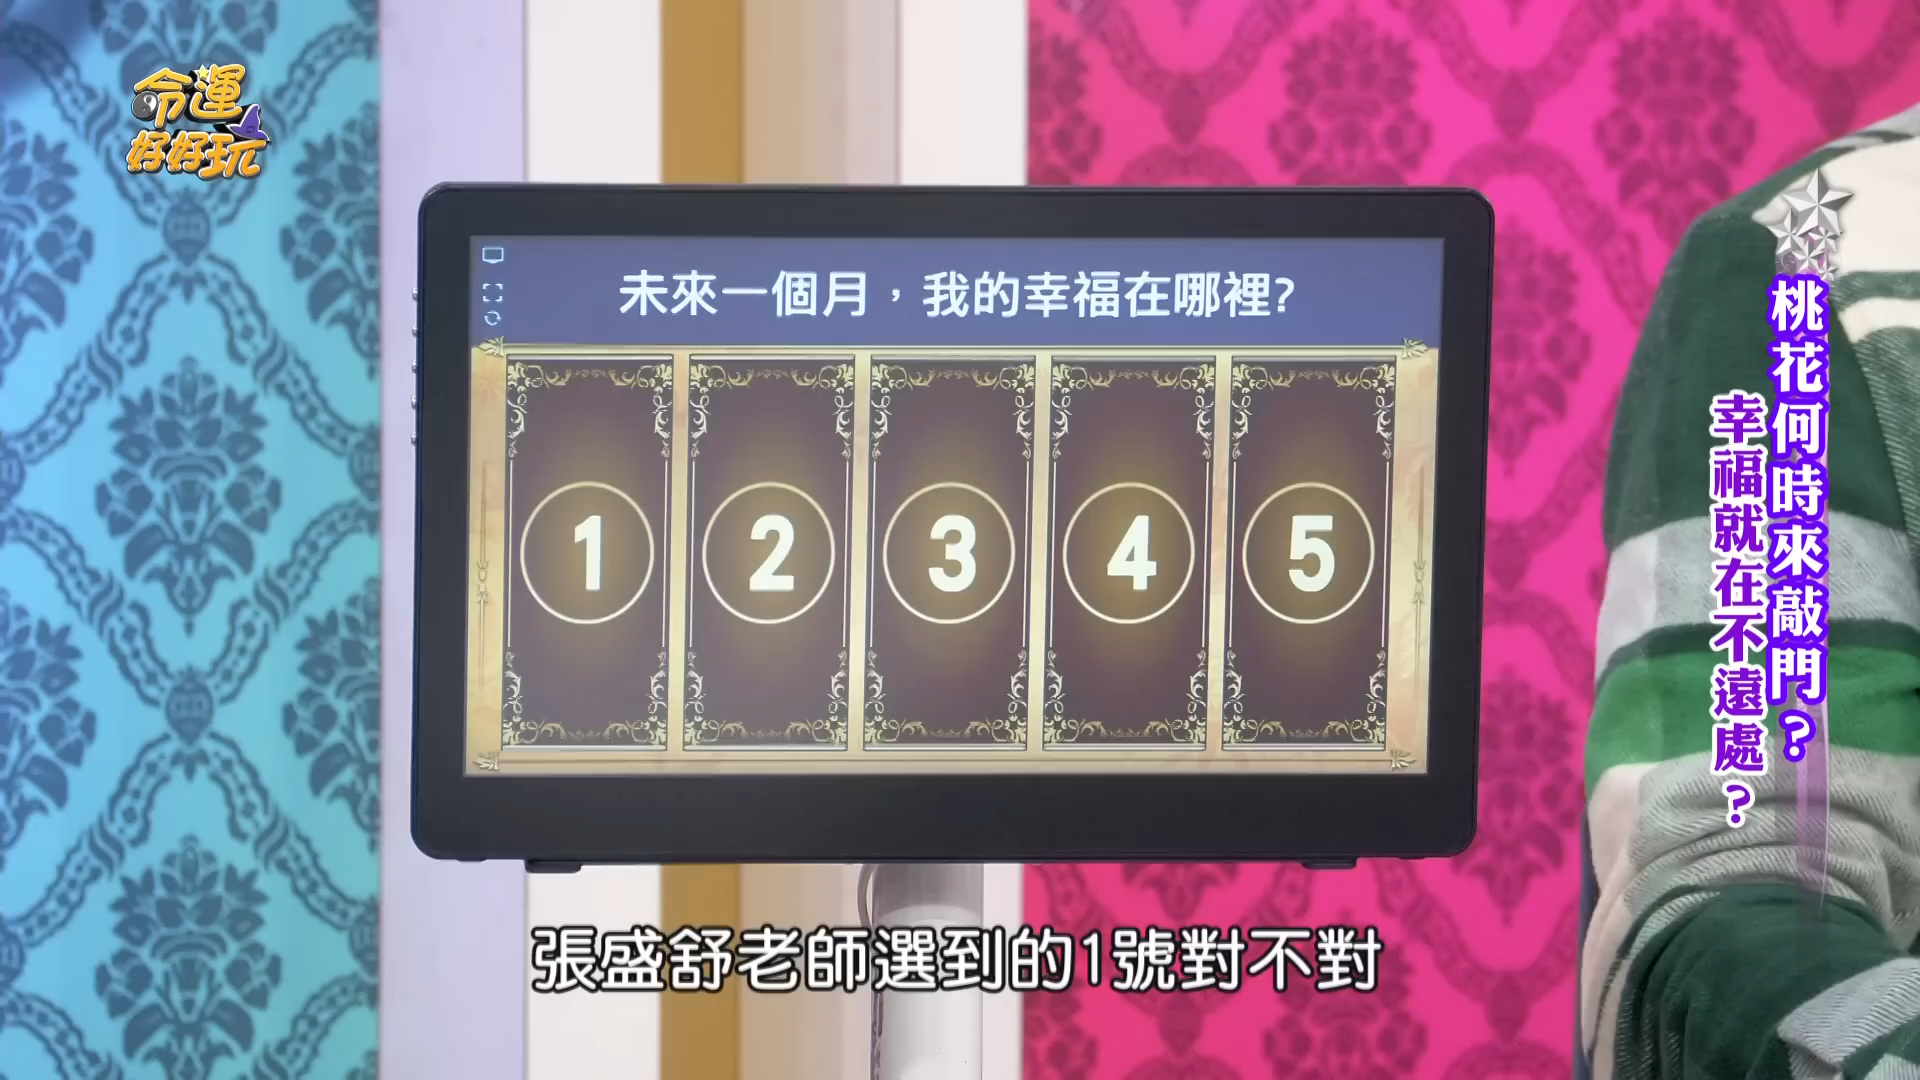 命運
好好玩
未來一個月，我的幸福在哪裡?
1
2
3
4
5
桃花何時來敲門？
幸福就在不遠處？
張盛舒老師選到的1號對不對